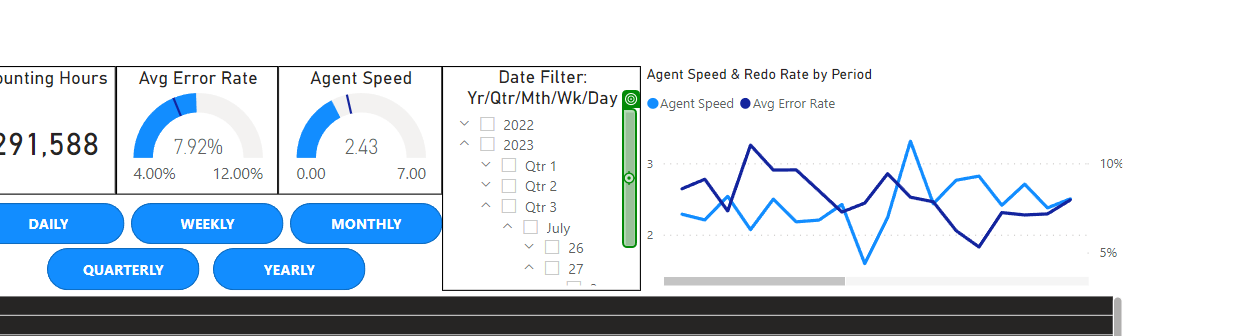 ounting Hours
291,588
Avg Error Rate
7.92%
4.00% 12.00%
Agent Speed
2.43
0.00 7.00
DAILY
WEEKLY
MONTHLY
QUARTERLY
YEARLY
Date Filter:
Yr/Qtr/Mth/Wk/Day
2022
2023
Qtr 1
Qtr 2
Qtr 3
July
26
27
Agent Speed & Redo Rate by Period
Agent Speed Avg Error Rate
3
2
10%
5%